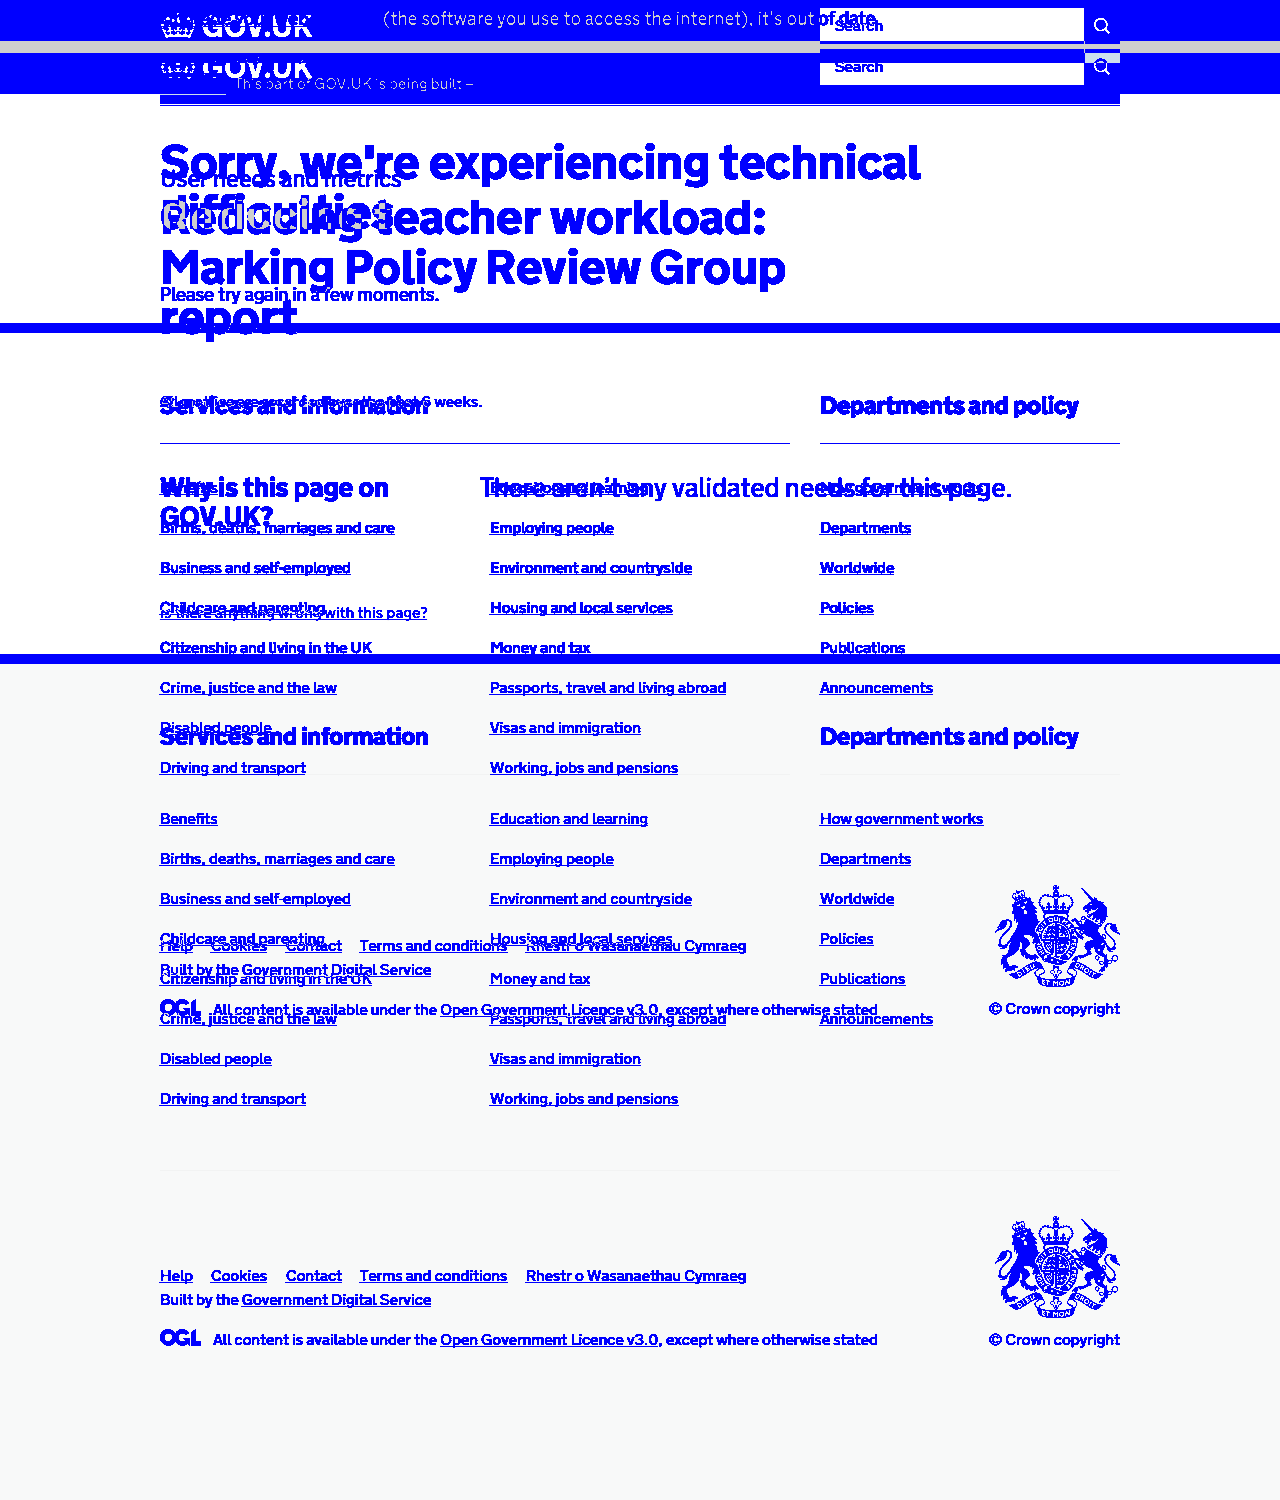 (the software you use to access the internet), it's out of date
GOV.UK
Search
GOV.UK
Search
This part of GOV.UK is being built –
Sorry, we're experiencing technical
difficulties
User needs and metrics
Reducing teacher workload:
Marking Policy Review Group
report
Please try again in a few moments.
6 weeks.
Services and information
Departments and policy
Why is this page on
GOV.UK?
There aren't any validated needs for this page.
Benefits
Education and learning
How government works
Births, deaths, marriages and care
Employing people
Departments
Business and self-employed
Environment and countryside
Worldwide
Childcare and parenting
Housing and local services
Policies
Is there anything wrong with this page?
Citizenship and living in the UK
Money and tax
Publications
Crime, justice and the law
Passports, travel and living abroad
Announcements
Disabled people
Visas and immigration
Services and information
Departments and policy
Driving and transport
Working, jobs and pensions
Benefits
Education and learning
How government works
Births, deaths, marriages and care
Employing people
Departments
Business and self-employed
Environment and countryside
Worldwide
Childcare and parenting
Housing and local services
Policies
Help Cookies Contact Terms and conditions Rhestr o Wasanaethau Cymraeg
Built by the Government Digital Service
Citizenship and living in the UK
Money and tax
Publications
OGL All content is available under the Open Government Licence v3.0, except where otherwise stated
© Crown copyright
Crime, justice and the law
Passports, travel and living abroad
Announcements
Disabled people
Visas and immigration
Driving and transport
Working, jobs and pensions
Help Cookies Contact Terms and conditions Rhestr o Wasanaethau Cymraeg
Built by the Government Digital Service
OGL All content is available under the Open Government Licence v3.0, except where otherwise stated
© Crown copyright